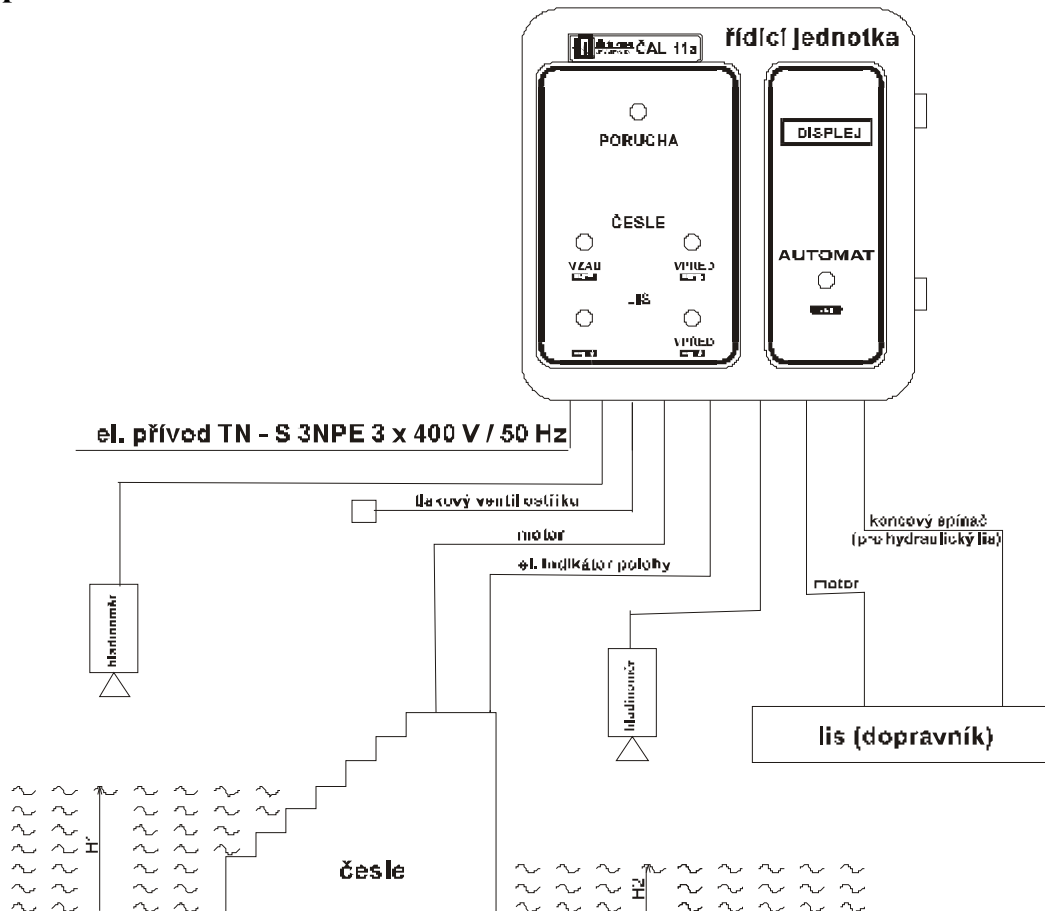 řídící jednotka
ČAL 11a
PORUCHA
DISPLEJ
ČESLE
VZAD
VPŘED
AUTOMAT
LIS
VPŘED
el. přívod TN - S 3NPE 3 x 400 V / 50 Hz
tlakový ventil ostřiku
motor
el. indikátor polohy
koncový spínač
(pro hydraulický lis)
motor
hladinoměr
hladinoměr
lis (dopravník)
česle
H1
H2